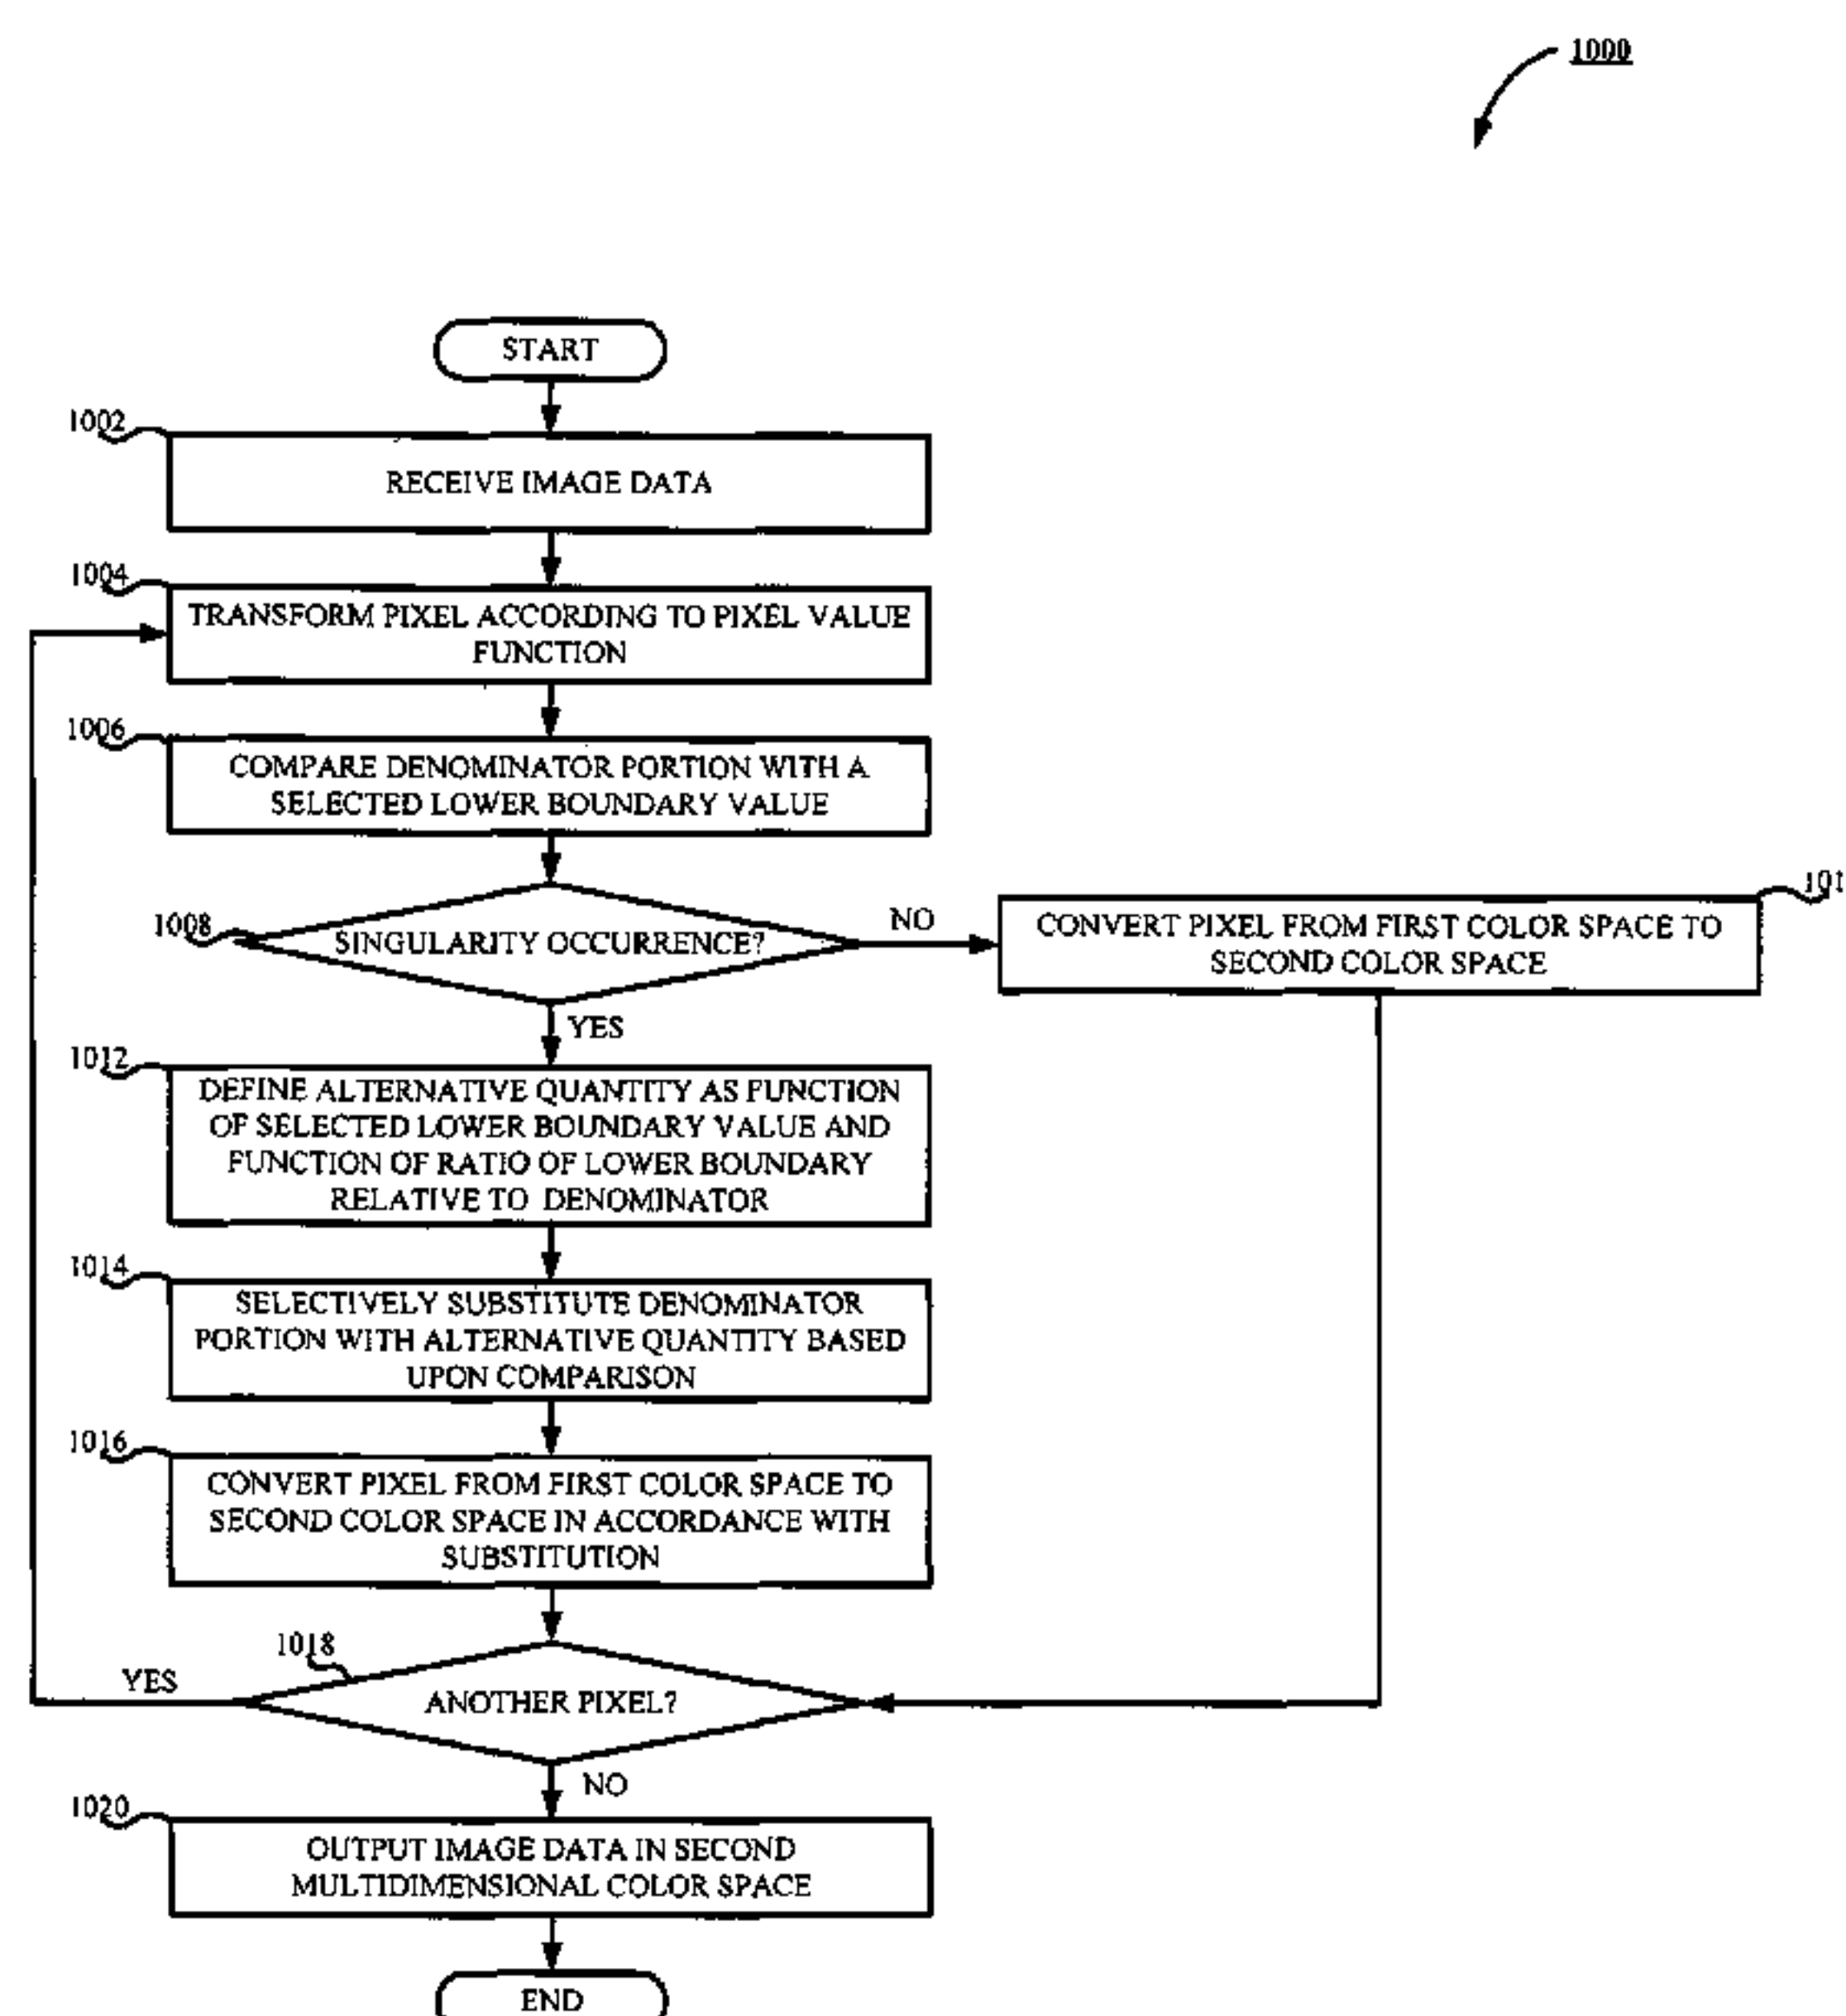 1000
START
1002
RECEIVE IMAGE DATA
1004
TRANSFORM PIXEL ACCORDING TO PIXEL VALUE
FUNCTION
1006
COMPARE DENOMINATOR PORTION WITH A
SELECTED LOWER BOUNDARY VALUE
1008
SINGULARITY OCCURRENCE?
NO
101
CONVERT PIXEL FROM FIRST COLOR SPACE TO
SECOND COLOR SPACE
YES
1012
DEFINE ALTERNATIVE QUANTITY AS FUNCTION
OF SELECTED LOWER BOUNDARY VALUE AND
FUNCTION OF RATIO OF LOWER BOUNDARY
RELATIVE TO DENOMINATOR
1014
SELECTIVELY SUBSTITUTE DENOMINATOR
PORTION WITH ALTERNATIVE QUANTITY BASED
UPON COMPARISON
1016
CONVERT PIXEL FROM FIRST COLOR SPACE TO
SECOND COLOR SPACE IN ACCORDANCE WITH
SUBSTITUTION
1018
YES
ANOTHER PIXEL?
NO
1020
OUTPUT IMAGE DATA IN SECOND
MULTIDIMENSIONAL COLOR SPACE
END